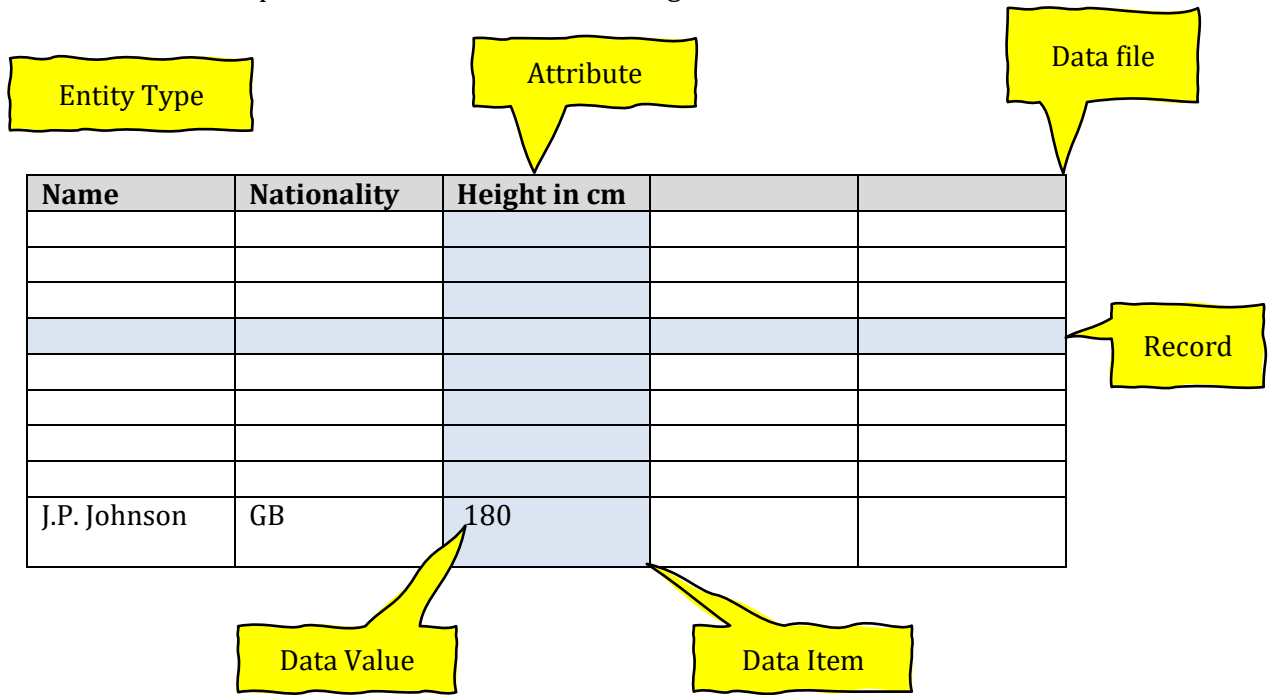 Entity Type
Attribute
Data file
Name Nationality Height in cm
Record
J.P. Johnson GB 180
Data Value
Data Item